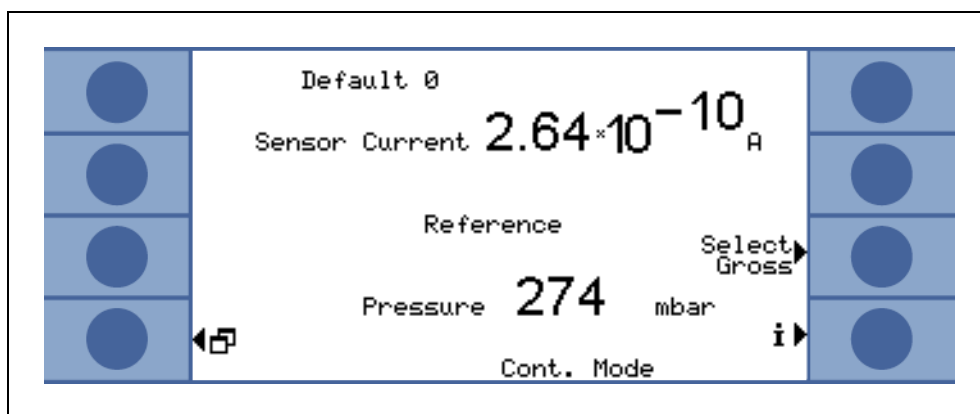 Default 0
Sensor Current 2.64×10⁻¹⁰ A
Reference
Select
Gross
Pressure 274 mbar
i
Cont. Mode